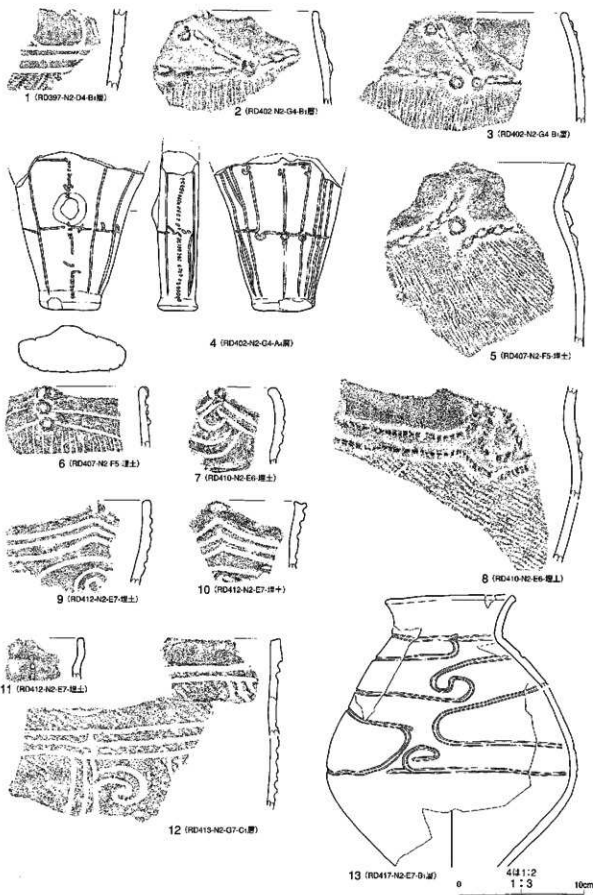 1 (RD397-N2-D4-B₁層)
2 (RD402-N2-G4-B₁層)
3 (RD402-N2-G4-B₁層)
4 (RD402-N2-G4-A₄層)
5 (RD407-N2-F5-埋土)
6 (RD407-N2-F5-埋土)
7 (RD410-N2-E6-埋土)
8 (RD410-N2-E6-埋土)
9 (RD412-N2-E7-埋土)
10 (RD412-N2-E7-埋土)
11 (RD412-N2-E7-埋土)
12 (RD413-N2-G7-C₁層)
13 (RD417-N2-E7-B₁層)
4は1:2
1:3
0 10cm